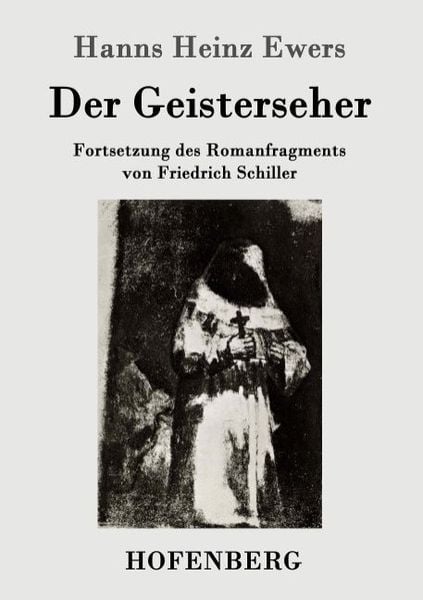 Hanns Heinz Ewers
Der Geisterseher
Fortsetzung des Romanfragments
von Friedrich Schiller
HOFENBERG